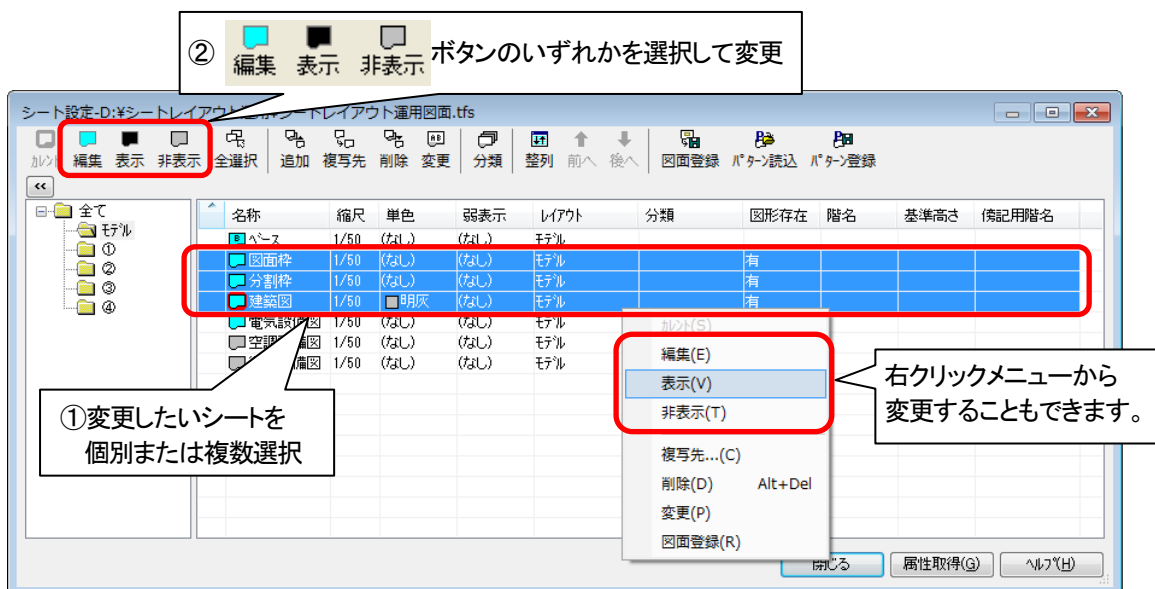 ② 編集 表示 非表示 ボタンのいずれかを選択して変更
シート設定-D:¥シートレイアウト運用図面.tfs
ｶﾚﾝﾄ 編集 表示 非表示 全選択 追加 複写先 削除 変更 分類 整列 前へ 後へ 図面登録 ﾊﾟﾀｰﾝ読込 ﾊﾟﾀｰﾝ登録
<<
全て
ﾓﾃﾞﾙ
①
②
③
④
名称 縮尺 単色 弱表示 ﾚｲｱｳﾄ 分類 図形存在 階名 基準高さ 傍記用階名
ﾍﾞｰｽ 1/50 (なし) (なし) ﾓﾃﾞﾙ
図面枠 1/50 (なし) (なし) ﾓﾃﾞﾙ 有
分割枠 1/50 (なし) (なし) ﾓﾃﾞﾙ 有
建築図 1/50 明灰 (なし) ﾓﾃﾞﾙ 有
電気設備図 1/50 (なし) (なし) ﾓﾃﾞﾙ
空調設備図 1/50 (なし) (なし) ﾓﾃﾞﾙ
備図 1/50 (なし) (なし) ﾓﾃﾞﾙ
ｶﾚﾝﾄ(S)
編集(E)
表示(V)
非表示(T)
複写先...(C)
削除(D) Alt+Del
変更(P)
図面登録(R)
①変更したいシートを
個別または複数選択
右クリックメニューから
変更することもできます。
閉じる 属性取得(G) ﾍﾙﾌﾟ(H)